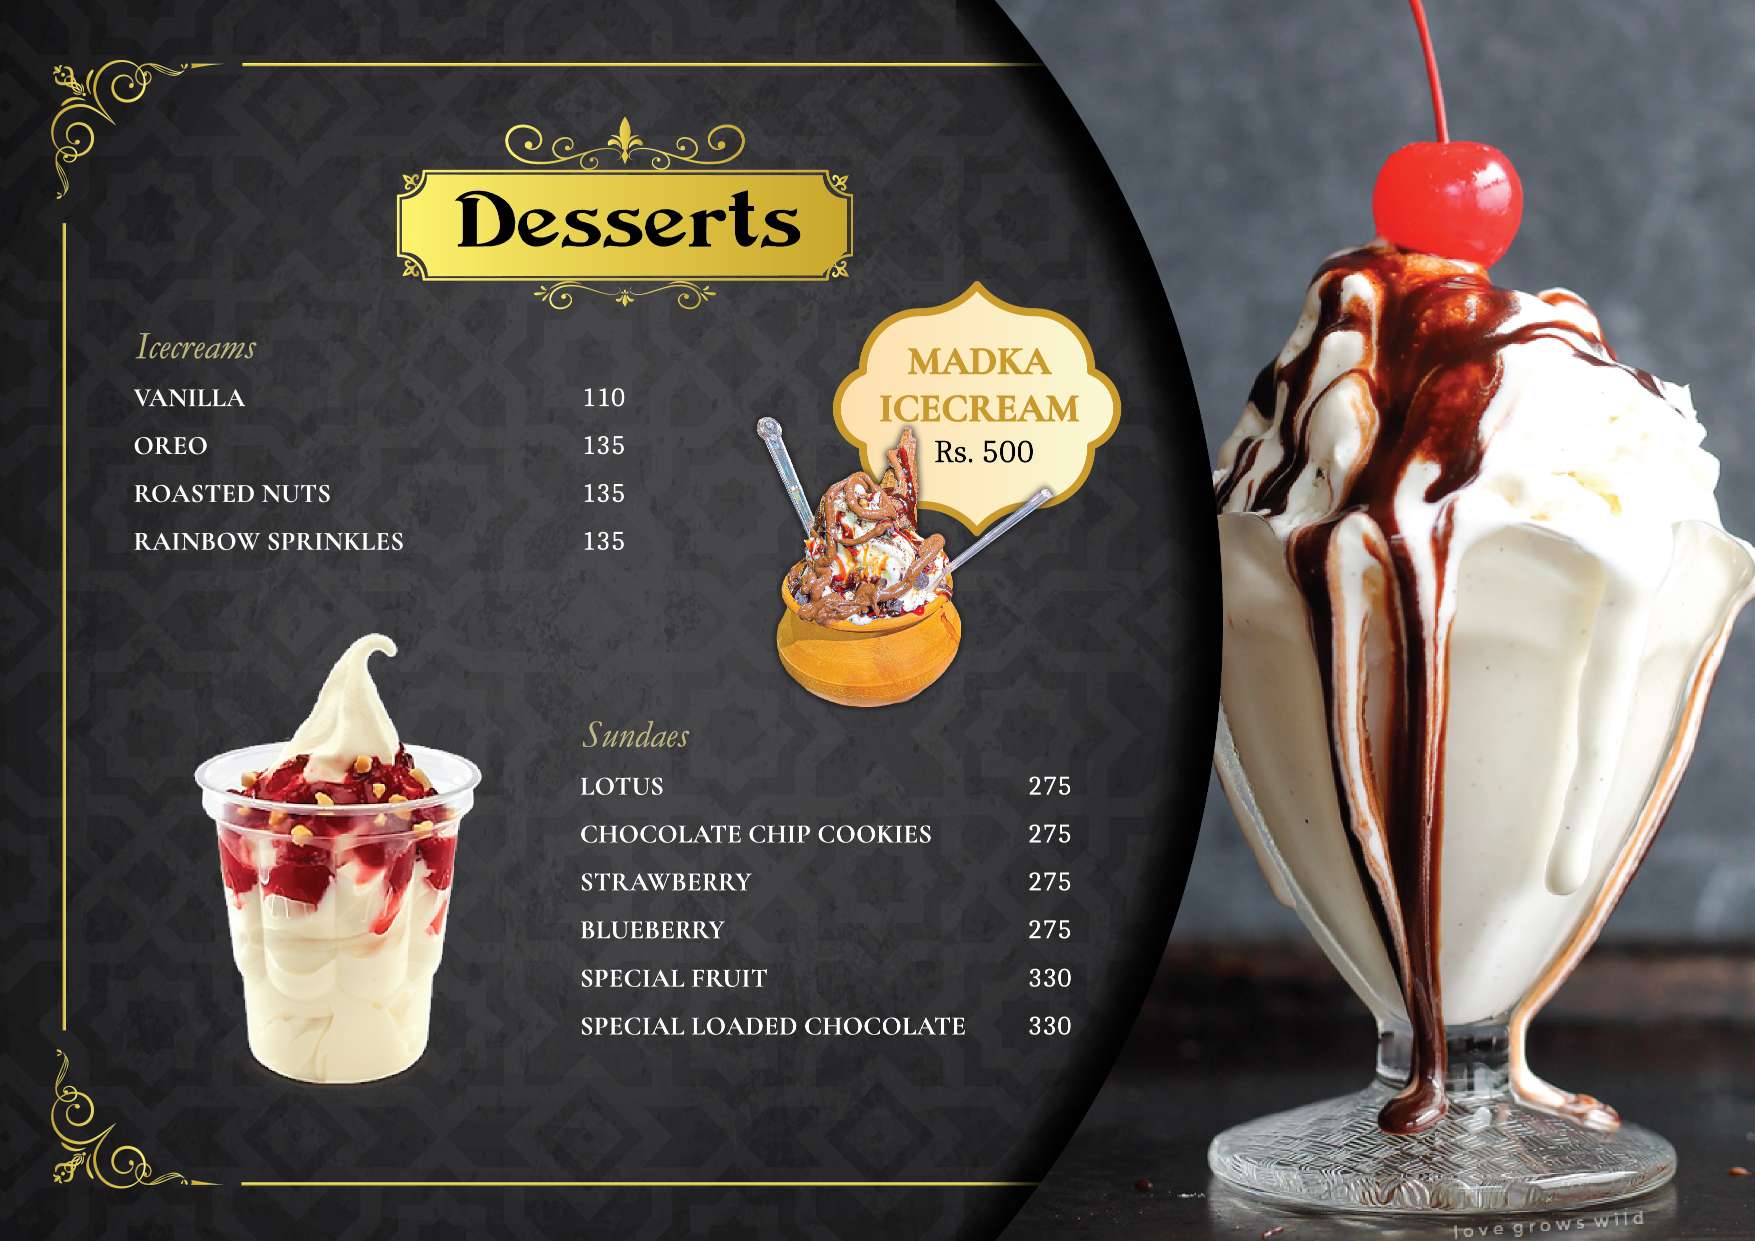 Desserts
Icecreams
VANILLA 110
OREO 135
ROASTED NUTS 135
RAINBOW SPRINKLES 135
MADKA
ICECREAM
Rs. 500
Sundaes
LOTUS 275
CHOCOLATE CHIP COOKIES 275
STRAWBERRY 275
BLUEBERRY 275
SPECIAL FRUIT 330
SPECIAL LOADED CHOCOLATE 330
love grows wild